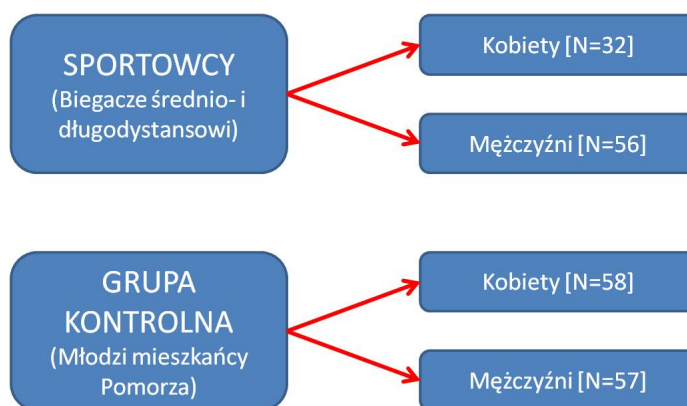 SPORTOWCY
(Biegacze średnio- i
długodystansowi)
Kobiety [N=32]
Mężczyźni [N=56]
GRUPA
KONTROLNA
(Młodzi mieszkańcy
Pomorza)
Kobiety [N=58]
Mężczyźni [N=57]